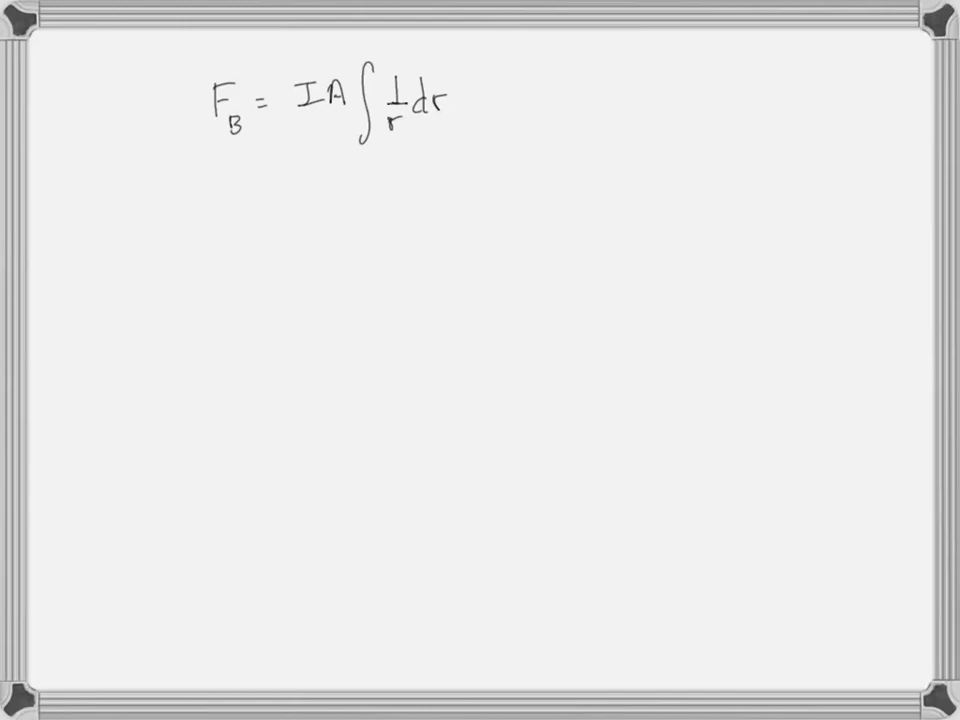 F_B = IA ∫ 1/r dr